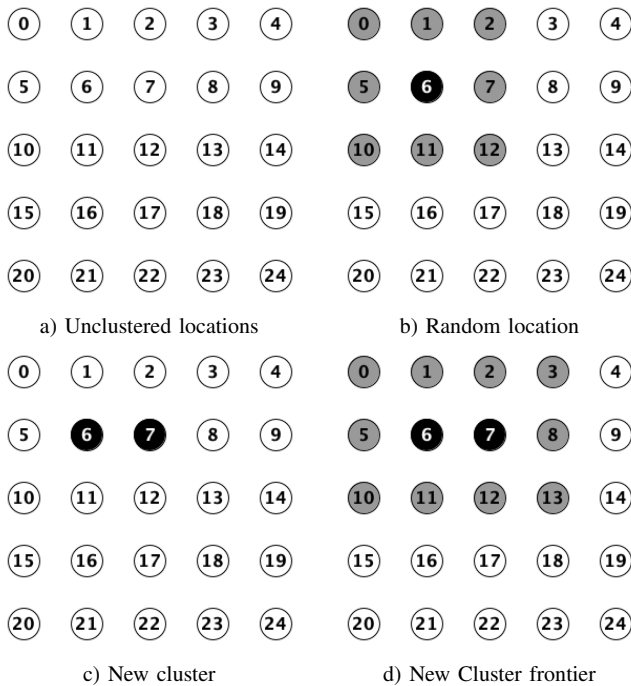 0 1 2 3 4
5 6 7 8 9
10 11 12 13 14
15 16 17 18 19
20 21 22 23 24
a) Unclustered locations
0 1 2 3 4
5 6 7 8 9
10 11 12 13 14
15 16 17 18 19
20 21 22 23 24
b) Random location
0 1 2 3 4
5 6 7 8 9
10 11 12 13 14
15 16 17 18 19
20 21 22 23 24
c) New cluster
0 1 2 3 4
5 6 7 8 9
10 11 12 13 14
15 16 17 18 19
20 21 22 23 24
d) New Cluster frontier